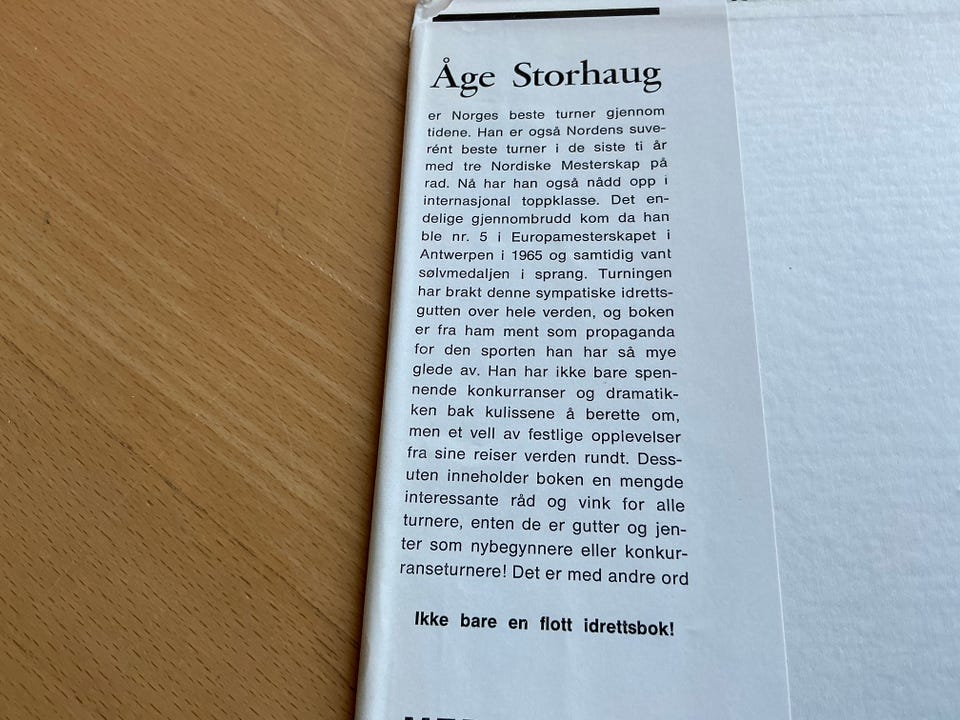 Åge Storhaug
er Norges beste turner gjennom
tidene. Han er også Nordens suve-
rént beste turner i de siste ti år
med tre Nordiske Mesterskap på
rad. Nå har han også nådd opp i
internasjonal toppklasse. Det en-
delige gjennombrudd kom da han
ble nr. 5 i Europamesterskapet i
Antwerpen i 1965 og samtidig vant
sølvmedaljen i sprang. Turningen
har brakt denne sympatiske idretts-
gutten over hele verden, og boken
er fra ham ment som propaganda
for den sporten han har så mye
glede av. Han har ikke bare spen-
nende konkurranser og dramatik-
ken bak kulissene å berette om,
men et vell av festlige opplevelser
fra sine reiser verden rundt. Dess-
uten inneholder boken en mengde
interessante råd og vink for alle
turnere, enten de er gutter og jen-
ter som nybegynnere eller konkur-
ranseturnere! Det er med andre ord
Ikke bare en flott idrettsbok!